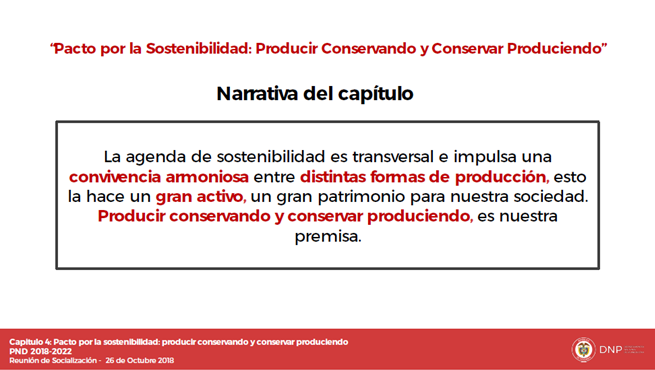 “Pacto por la Sostenibilidad: Producir Conservando y Conservar Produciendo”
Narrativa del capítulo
La agenda de sostenibilidad es transversal e impulsa una
convivencia armoniosa entre distintas formas de producción, esto
la hace un gran activo, un gran patrimonio para nuestra sociedad.
Producir conservando y conservar produciendo, es nuestra
premisa.
Capítulo 4: Pacto por la sostenibilidad: producir conservando y conservar produciendo
PND 2018-2022
Reunión de Socialización - 26 de Octubre 2018
DNP